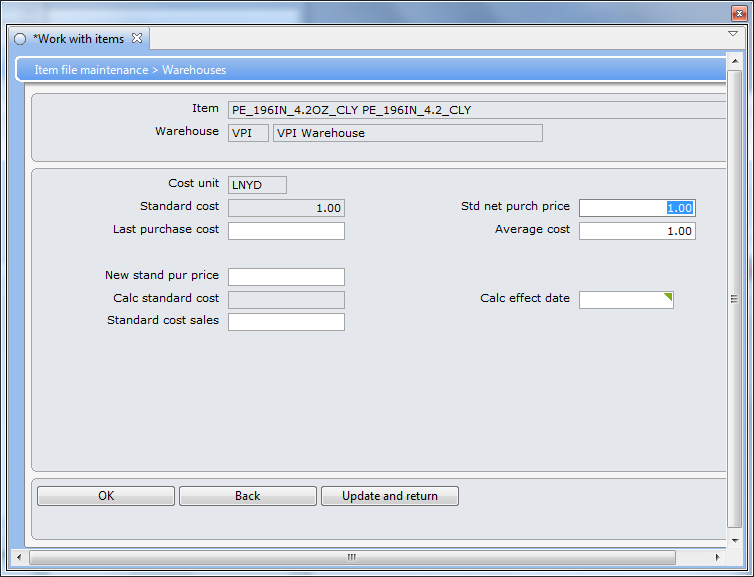 *Work with items
Item file maintenance > Warehouses
Item PE_196IN_4.2OZ_CLY PE_196IN_4.2_CLY
Warehouse VPI VPI Warehouse
Cost unit LNYD
Standard cost 1.00 Std net purch price 1.00
Last purchase cost Average cost 1.00
New stand pur price
Calc standard cost Calc effect date
Standard cost sales
OK Back Update and return